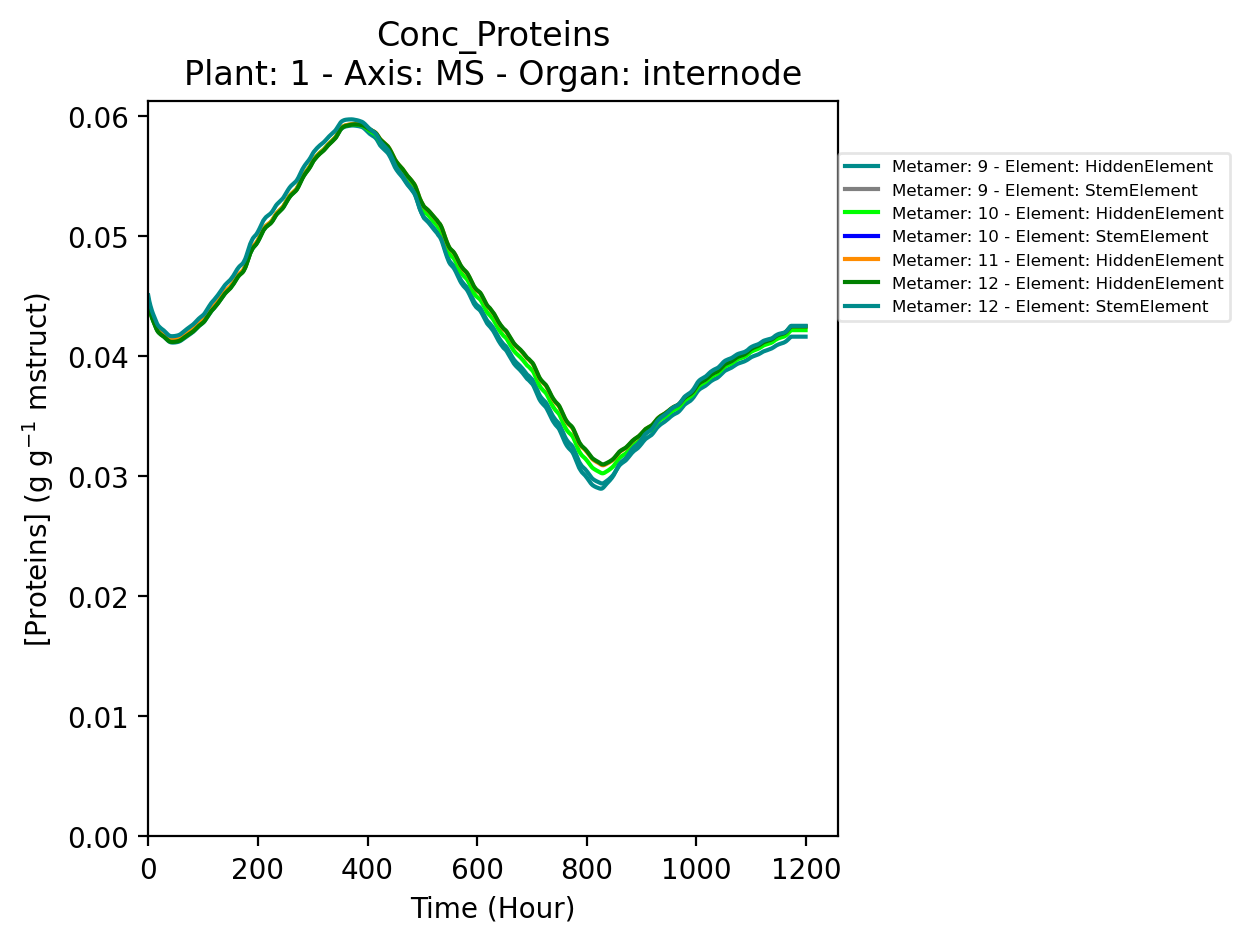 Conc_Proteins
Plant: 1 - Axis: MS - Organ: internode
[Proteins] (g g⁻¹ mstruct)
0.06
0.05
0.04
0.03
0.02
0.01
0.00
0 200 400 600 800 1000 1200
Time (Hour)
Metamer: 9 - Element: HiddenElement
Metamer: 9 - Element: StemElement
Metamer: 10 - Element: HiddenElement
Metamer: 10 - Element: StemElement
Metamer: 11 - Element: HiddenElement
Metamer: 12 - Element: HiddenElement
Metamer: 12 - Element: StemElement